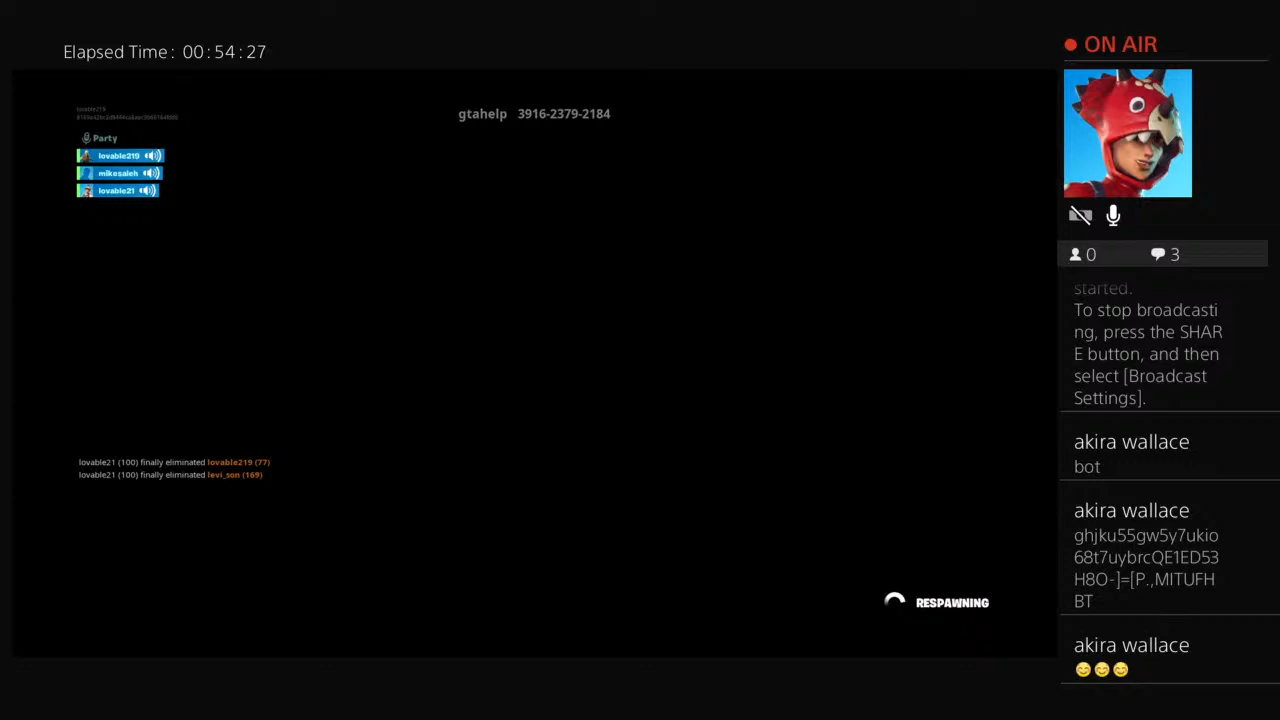 Elapsed Time: 00:54:27
ON AIR
lovable219
gtahelp 3916-2379-2184
Party
lovable219
mikesaleh
lovable21
0
3
started.
To stop broadcasti
ng, press the SHAR
E button, and then
select [Broadcast
Settings].
akira wallace
bot
akira wallace
ghjku55gw5y7ukio
68t7uybrcQE1ED53
H8O-]=[P.,MITUFH
BT
akira wallace
😊😊😊
lovable21 (100) finally eliminated lovable219 (77)
lovable21 (100) finally eliminated levi_son (169)
RESPAWNING